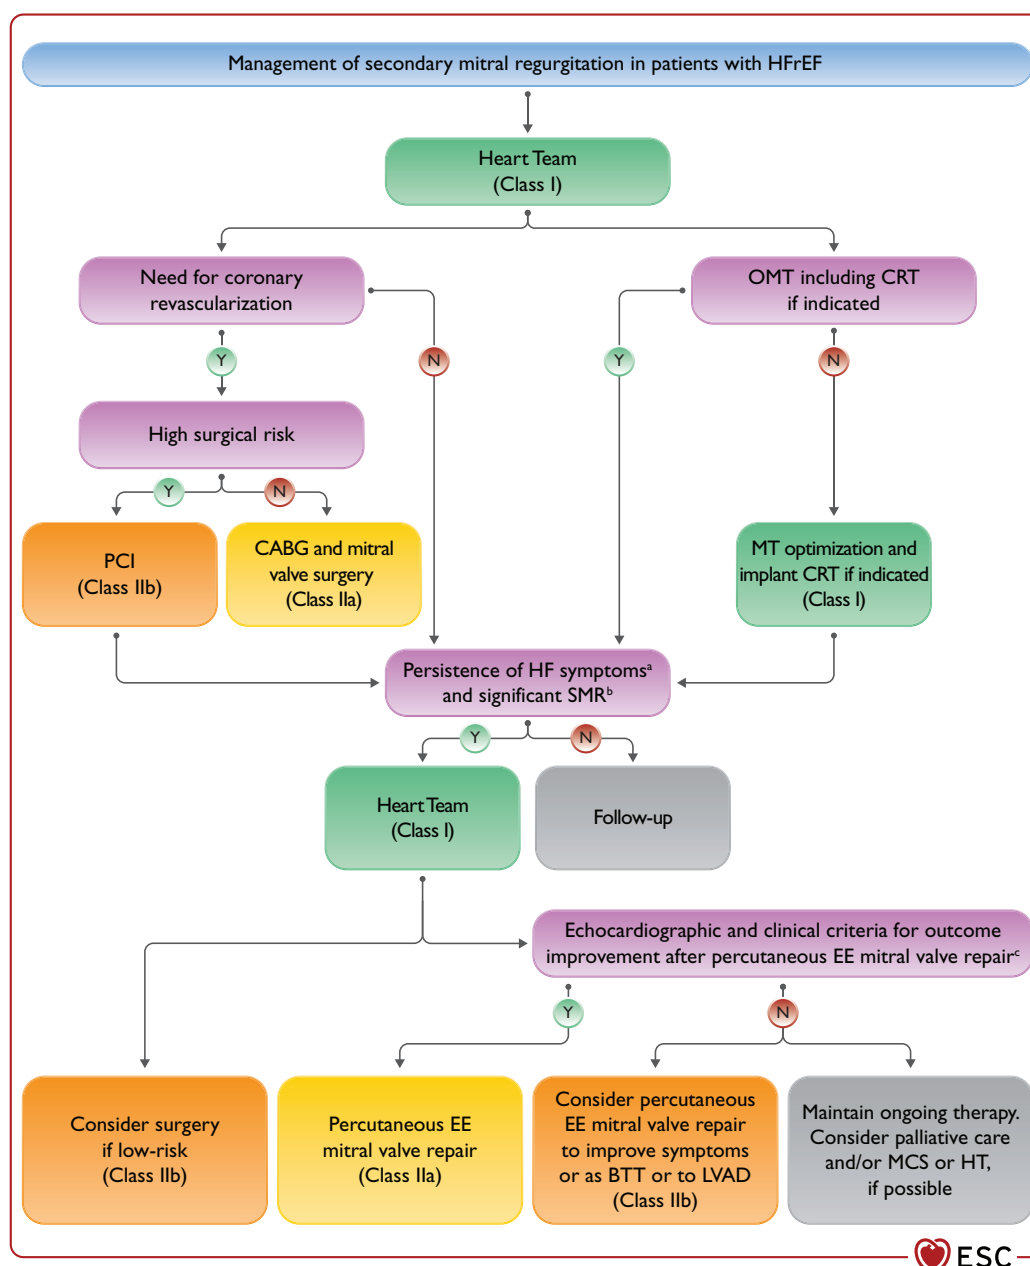 Management of secondary mitral regurgitation in patients with HFrEF
Heart Team
(Class I)
Need for coronary
revascularization
OMT including CRT
if indicated
Y
N
Y
N
High surgical risk
Y
N
PCI
(Class IIb)
CABG and mitral
valve surgery
(Class IIa)
MT optimization and
implant CRT if indicated
(Class I)
Persistence of HF symptomsᵃ
and significant SMRᵇ
Y
N
Heart Team
(Class I)
Follow-up
Echocardiographic and clinical criteria for outcome
improvement after percutaneous EE mitral valve repairᶜ
Y
N
Consider surgery
if low-risk
(Class IIb)
Percutaneous EE
mitral valve repair
(Class IIa)
Consider percutaneous
EE mitral valve repair
to improve symptoms
or as BTT or to LVAD
(Class IIb)
Maintain ongoing therapy.
Consider palliative care
and/or MCS or HT,
if possible
ESC